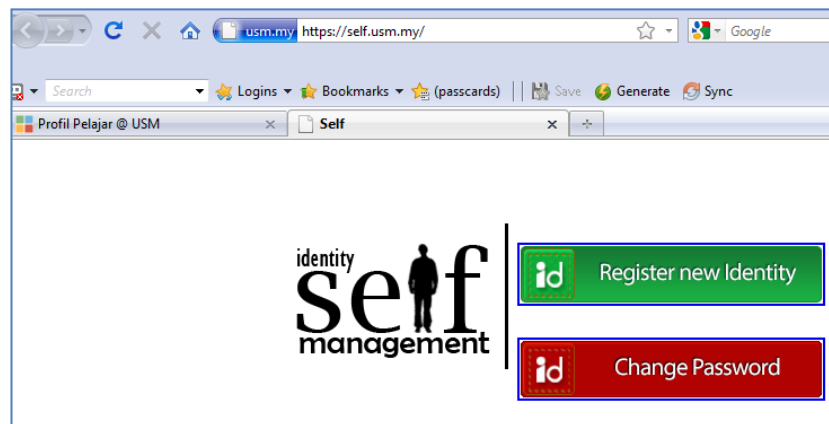 usm.my https://self.usm.my/ Google
Search Logins Bookmarks (passcards) Save Generate Sync
Profil Pelajar @ USM Self
identity
self
management
id Register new Identity
id Change Password